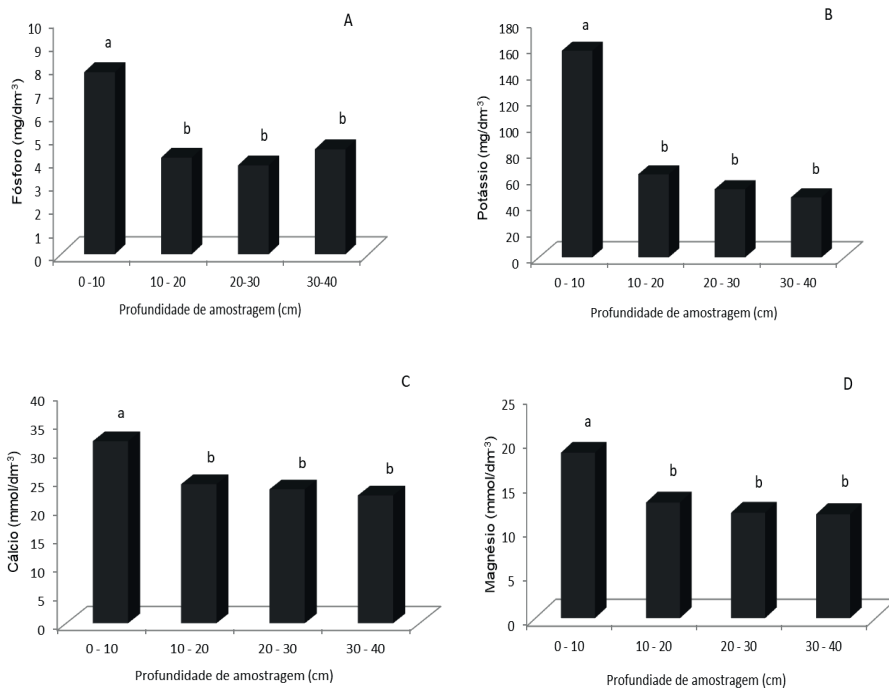 A
Fósforo (mg/dm-3)
10
9
8
7
6
5
4
3
2
1
0
a
b
b
b
0 -10
10 - 20
20-30
30-40
Profundidade de amostragem (cm)
B
Potássio (mg/dm-3)
180
160
140
120
100
80
60
40
20
0
a
b
b
b
0 - 10
10 - 20
20 - 30
30 - 40
Profundidade de amostragem (cm)
C
Cálcio (mmol/dm-3)
40
35
30
25
20
15
10
5
0
a
b
b
b
0 - 10
10 - 20
20 - 30
30 - 40
Profundidade de amostragem (cm)
D
Magnésio (mmol/dm-3)
25
20
15
10
5
0
a
b
b
b
0 - 10
10 - 20
20 - 30
30 - 40
Profundiade de amostragem (cm)